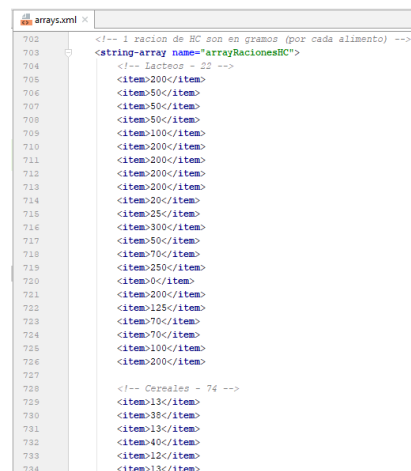 arrays.xml
702 <!-- 1 racion de HC son en gramos (por cada alimento) -->
703 <string-array name="arrayRacionesHC">
704 <!-- Lacteos - 22 -->
705 <item>200</item>
706 <item>50</item>
707 <item>50</item>
708 <item>50</item>
709 <item>100</item>
710 <item>200</item>
711 <item>200</item>
712 <item>200</item>
713 <item>200</item>
714 <item>20</item>
715 <item>25</item>
716 <item>300</item>
717 <item>50</item>
718 <item>70</item>
719 <item>250</item>
720 <item>0</item>
721 <item>200</item>
722 <item>125</item>
723 <item>70</item>
724 <item>70</item>
725 <item>100</item>
726 <item>200</item>
727
728 <!-- Cereales - 74 -->
729 <item>13</item>
730 <item>38</item>
731 <item>13</item>
732 <item>40</item>
733 <item>12</item>
734 <item>13</item>